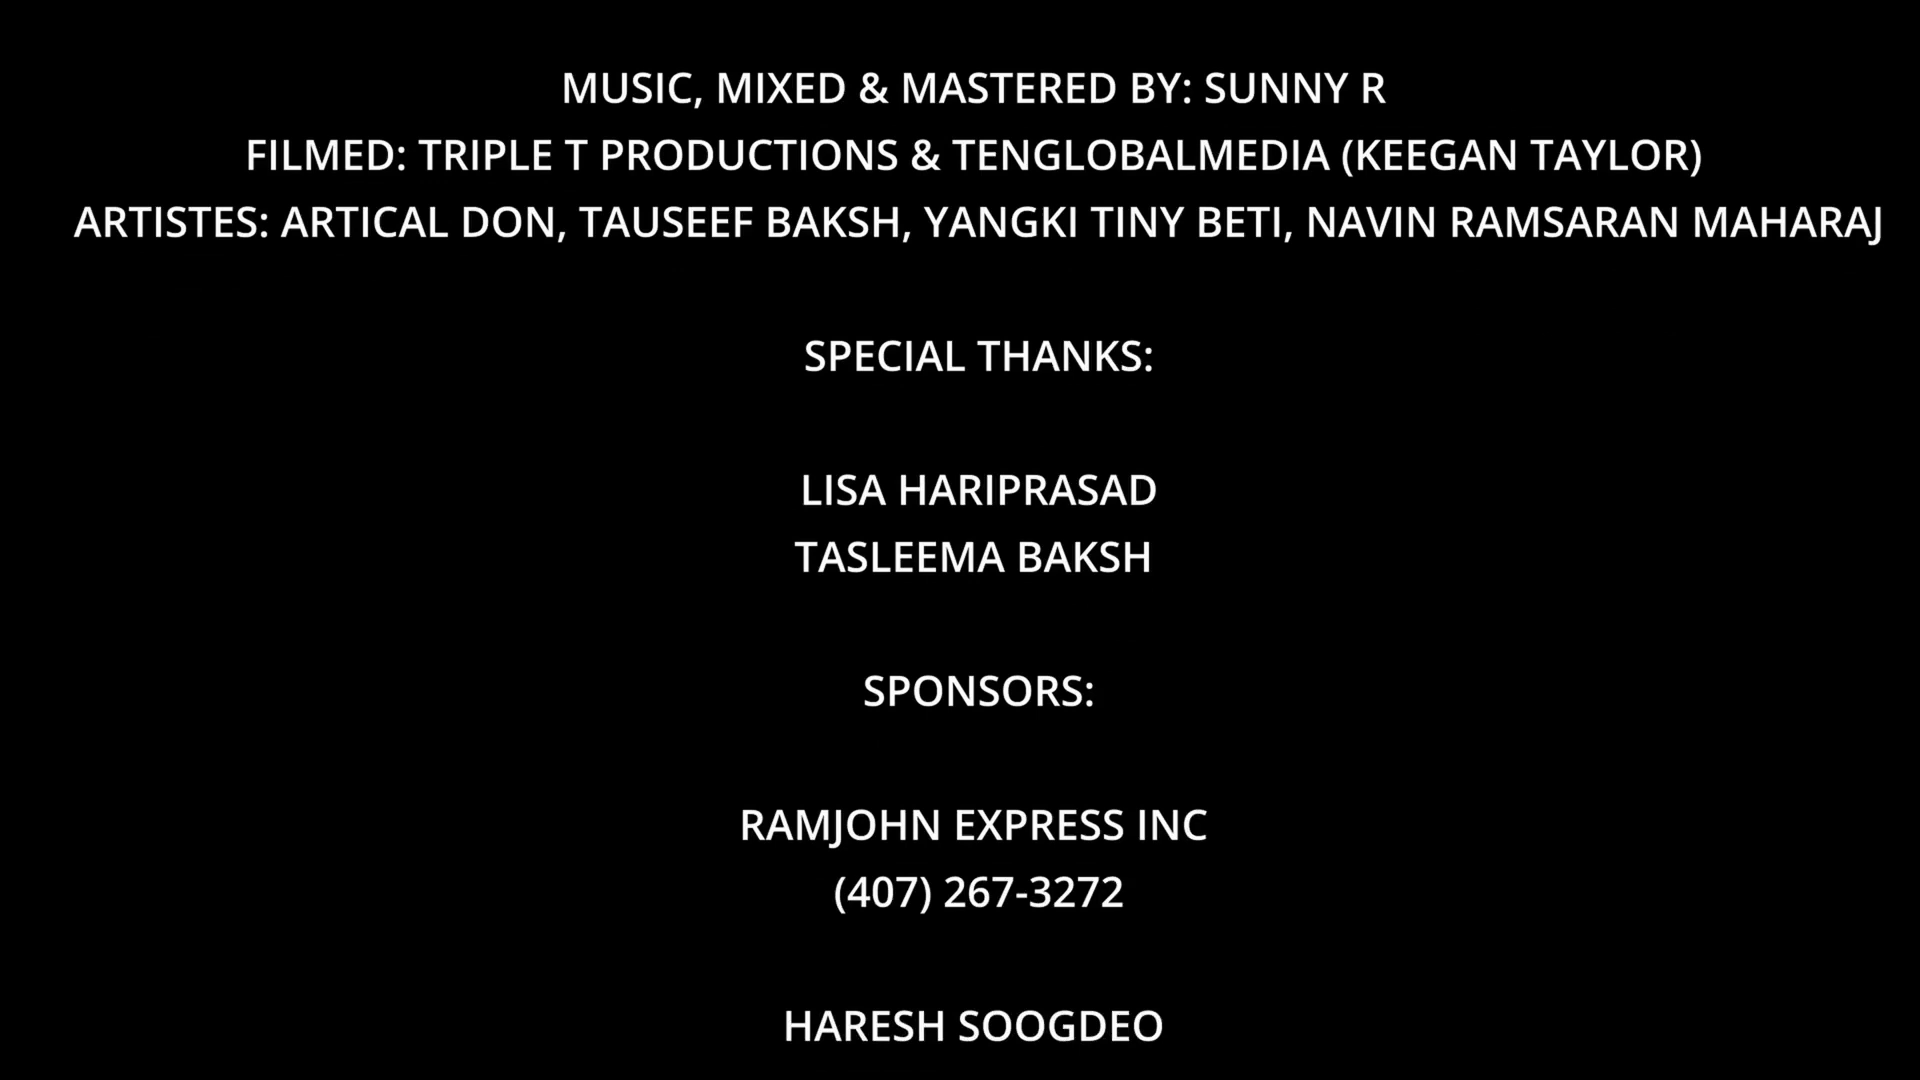 MUSIC, MIXED & MASTERED BY: SUNNY R
FILMED: TRIPLE T PRODUCTIONS & TENGLOBALMEDIA (KEEGAN TAYLOR)
ARTISTES: ARTICAL DON, TAUSEEF BAKSH, YANGKI TINY BETI, NAVIN RAMSARAN MAHARAJ
SPECIAL THANKS:
LISA HARIPRASAD
TASLEEMA BAKSH
SPONSORS:
RAMJOHN EXPRESS INC
(407) 267-3272
HARESH SOOGDEO